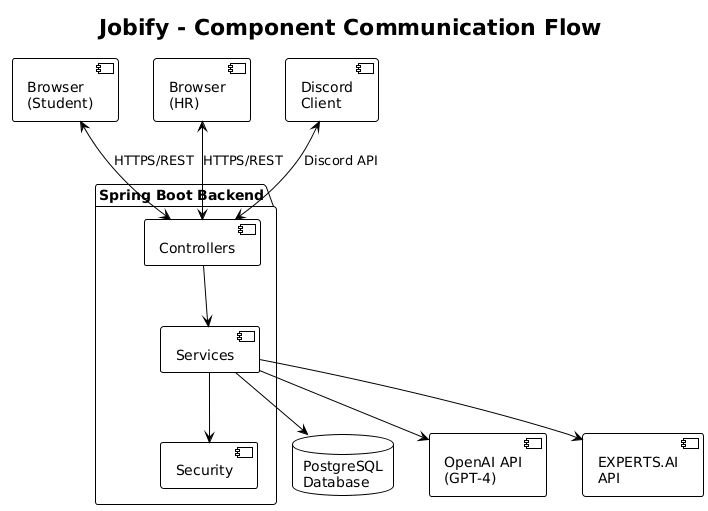 Jobify - Component Communication Flow
Browser
(Student)
Browser
(HR)
Discord
Client
HTTPS/REST
HTTPS/REST
Discord API
Spring Boot Backend
Controllers
Services
Security
PostgreSQL
Database
OpenAI API
(GPT-4)
EXPERTS.AI
API